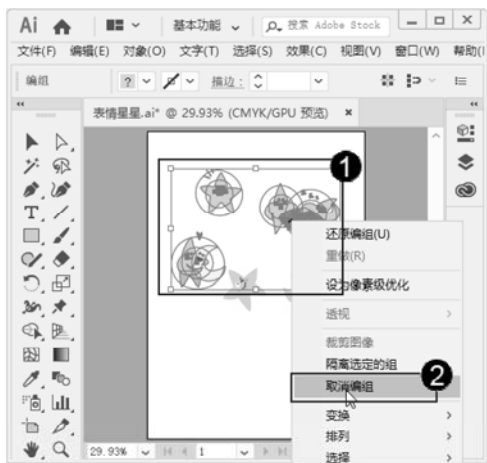 Ai 基本功能 搜索 Adobe Stock
文件(F) 编辑(E) 对象(O) 文字(T) 选择(S) 效果(C) 视图(V) 窗口(W) 帮助(
编组 ? 描边:
表情星星.ai* @ 29.93% (CMYK/GPU 预览) ×
1
还原编组(U)
重做(R)
设为像素级优化
透视
裁剪图像
隔离选定的组
取消编组
2
变换
排列
选择
29.93% 1